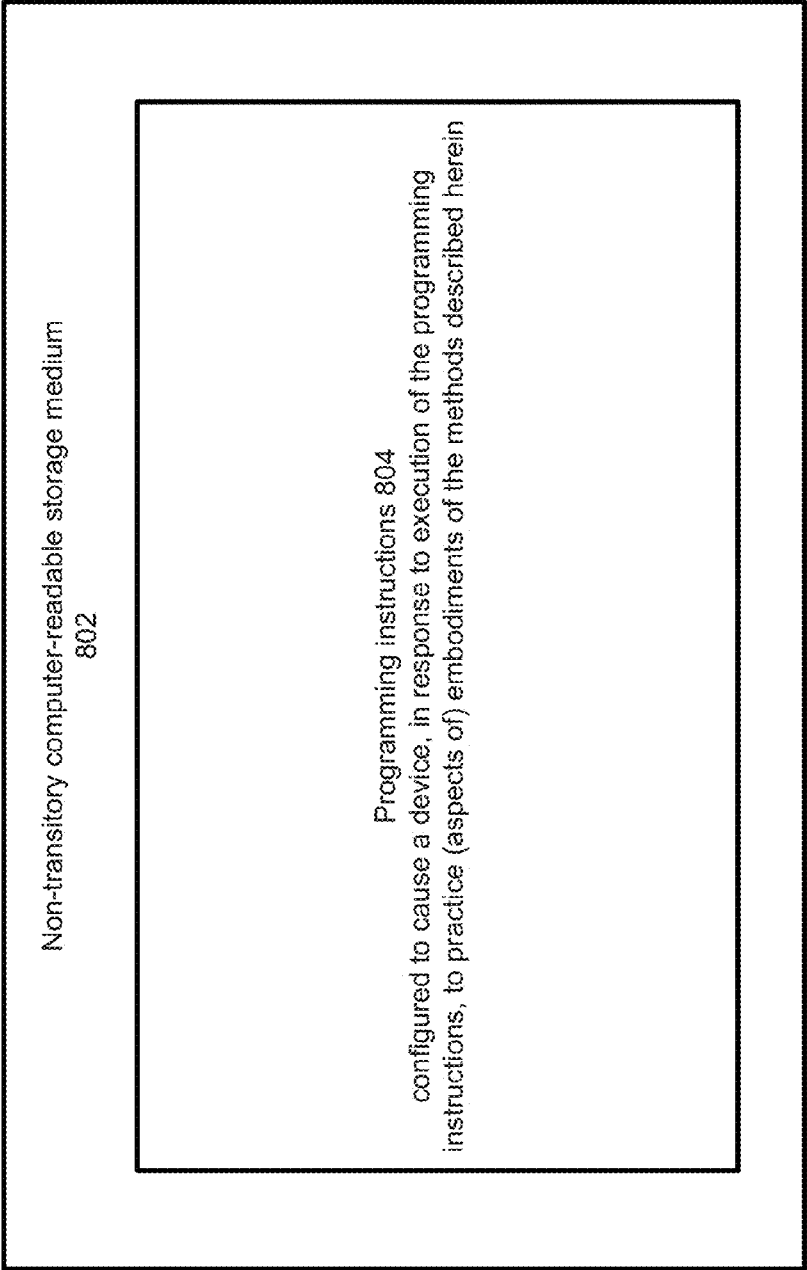 Non-transitory computer-readable storage medium
802
Programming instructions 804
configured to cause a device, in response to execution of the programming
instructions, to practice (aspects of) embodiments of the methods described herein